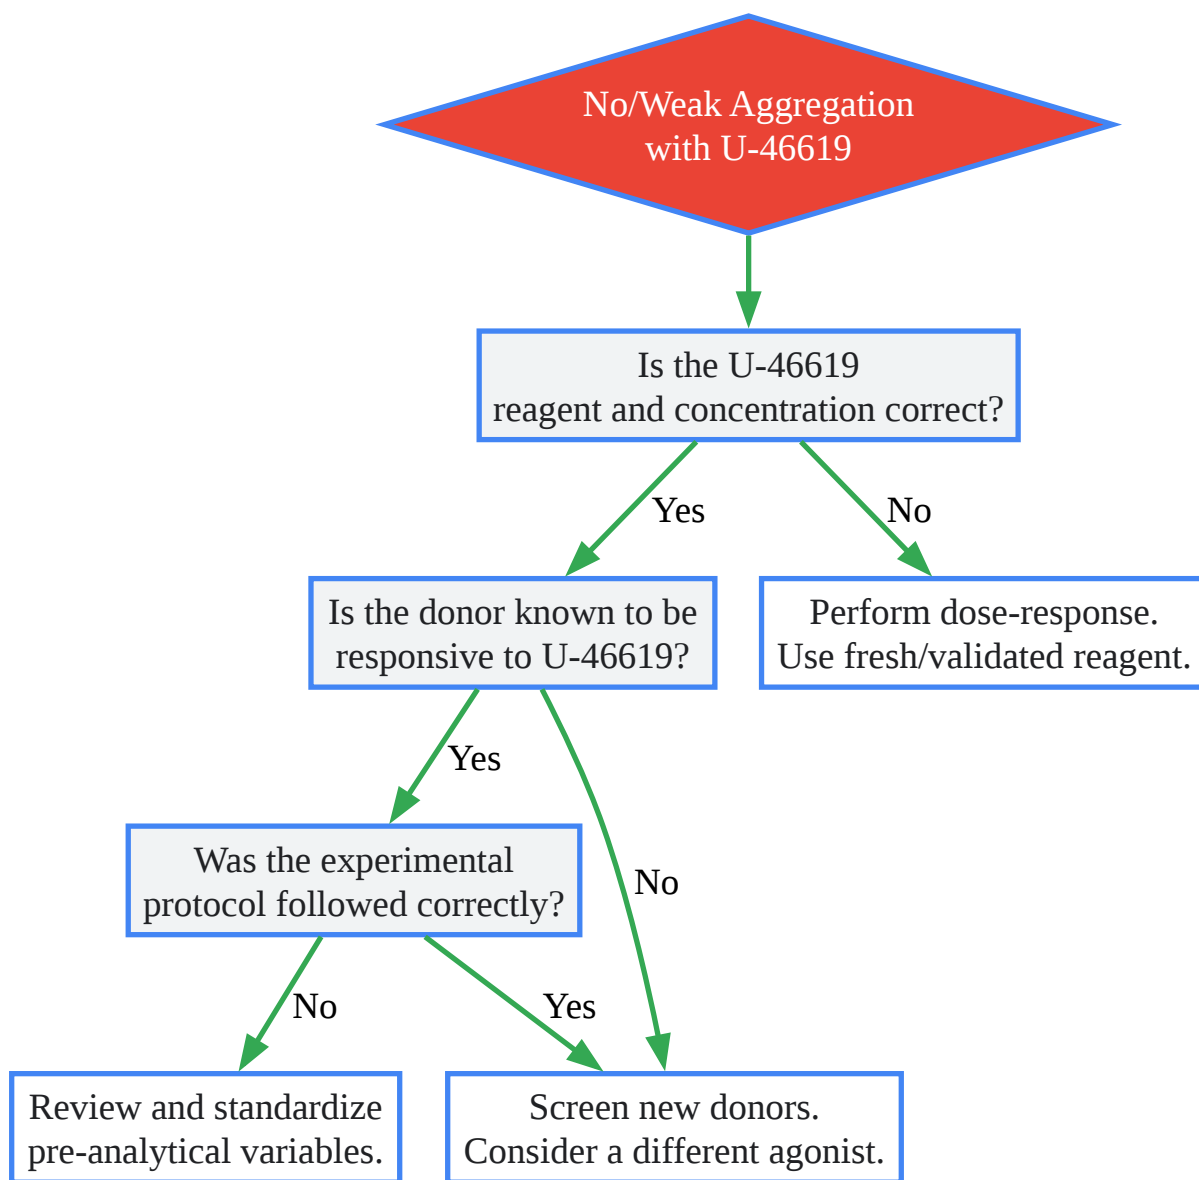 No/Weak Aggregation
with U-46619
Is the U-46619
reagent and concentration correct?
Yes
No
Is the donor known to be
responsive to U-46619?
Perform dose-response.
Use fresh/validated reagent.
Yes
Was the experimental
protocol followed correctly?
No
No
Yes
Review and standardize
pre-analytical variables.
Screen new donors.
Consider a different agonist.